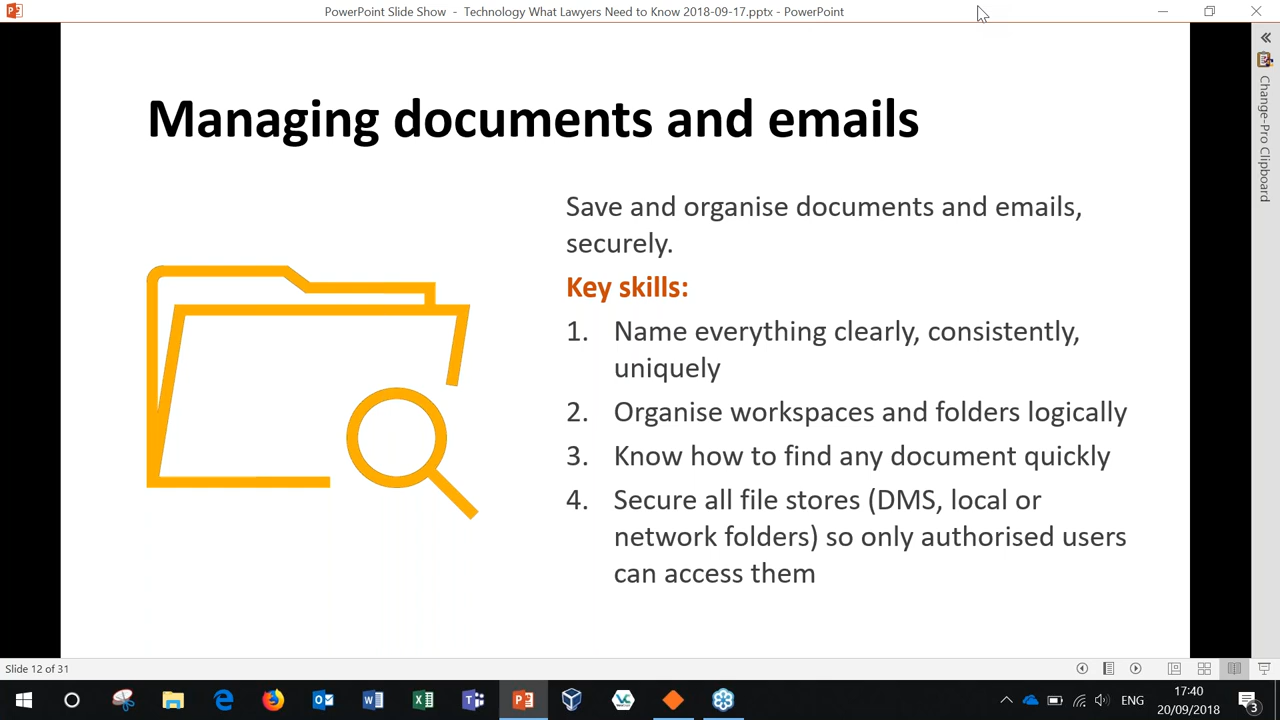 PowerPoint Slide Show - Technology What Lawyers Need to Know 2018-09-17.pptx - PowerPoint
Managing documents and emails
Save and organise documents and emails,
securely.
Key skills:
1. Name everything clearly, consistently,
uniquely
2. Organise workspaces and folders logically
3. Know how to find any document quickly
4. Secure all file stores (DMS, local or
network folders) so only authorised users
can access them
Change-Pro Clipboard
Slide 12 of 31
ENG
17:40
20/09/2018
3